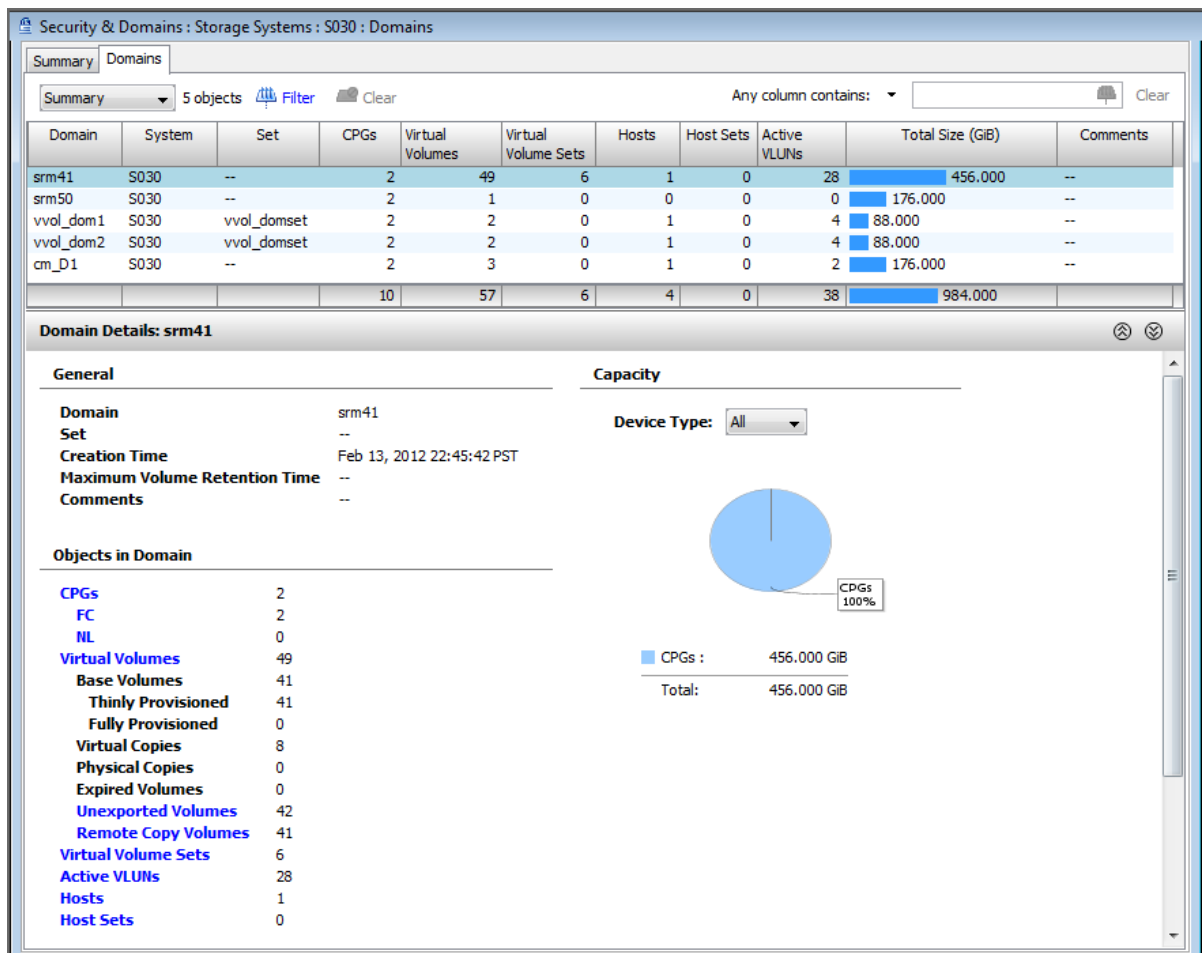 Security & Domains : Storage Systems : S030 : Domains
Summary Domains
Summary 5 objects Filter Clear Any column contains: Clear
Domain System Set CPGs Virtual Volumes Virtual Volume Sets Hosts Host Sets Active VLUNs Total Size (GiB) Comments
srm41 S030 -- 2 49 6 1 0 28 456.000 --
srm50 S030 -- 2 1 0 0 0 0 176.000 --
vvol_dom1 S030 vvol_domset 2 2 0 1 0 4 88.000 --
vvol_dom2 S030 vvol_domset 2 2 0 1 0 4 88.000 --
cm_D1 S030 -- 2 3 0 1 0 2 176.000 --
10 57 6 4 0 38 984.000
Domain Details: srm41
General
Domain srm41
Set --
Creation Time Feb 13, 2012 22:45:42 PST
Maximum Volume Retention Time --
Comments --
Objects in Domain
CPGs 2
FC 2
NL 0
Virtual Volumes 49
Base Volumes 41
Thinly Provisioned 41
Fully Provisioned 0
Virtual Copies 8
Physical Copies 0
Expired Volumes 0
Unexported Volumes 42
Remote Copy Volumes 41
Virtual Volume Sets 6
Active VLUNs 28
Hosts 1
Host Sets 0
Capacity
Device Type: All
CPGs
100%
CPGs : 456.000 GiB
Total: 456.000 GiB